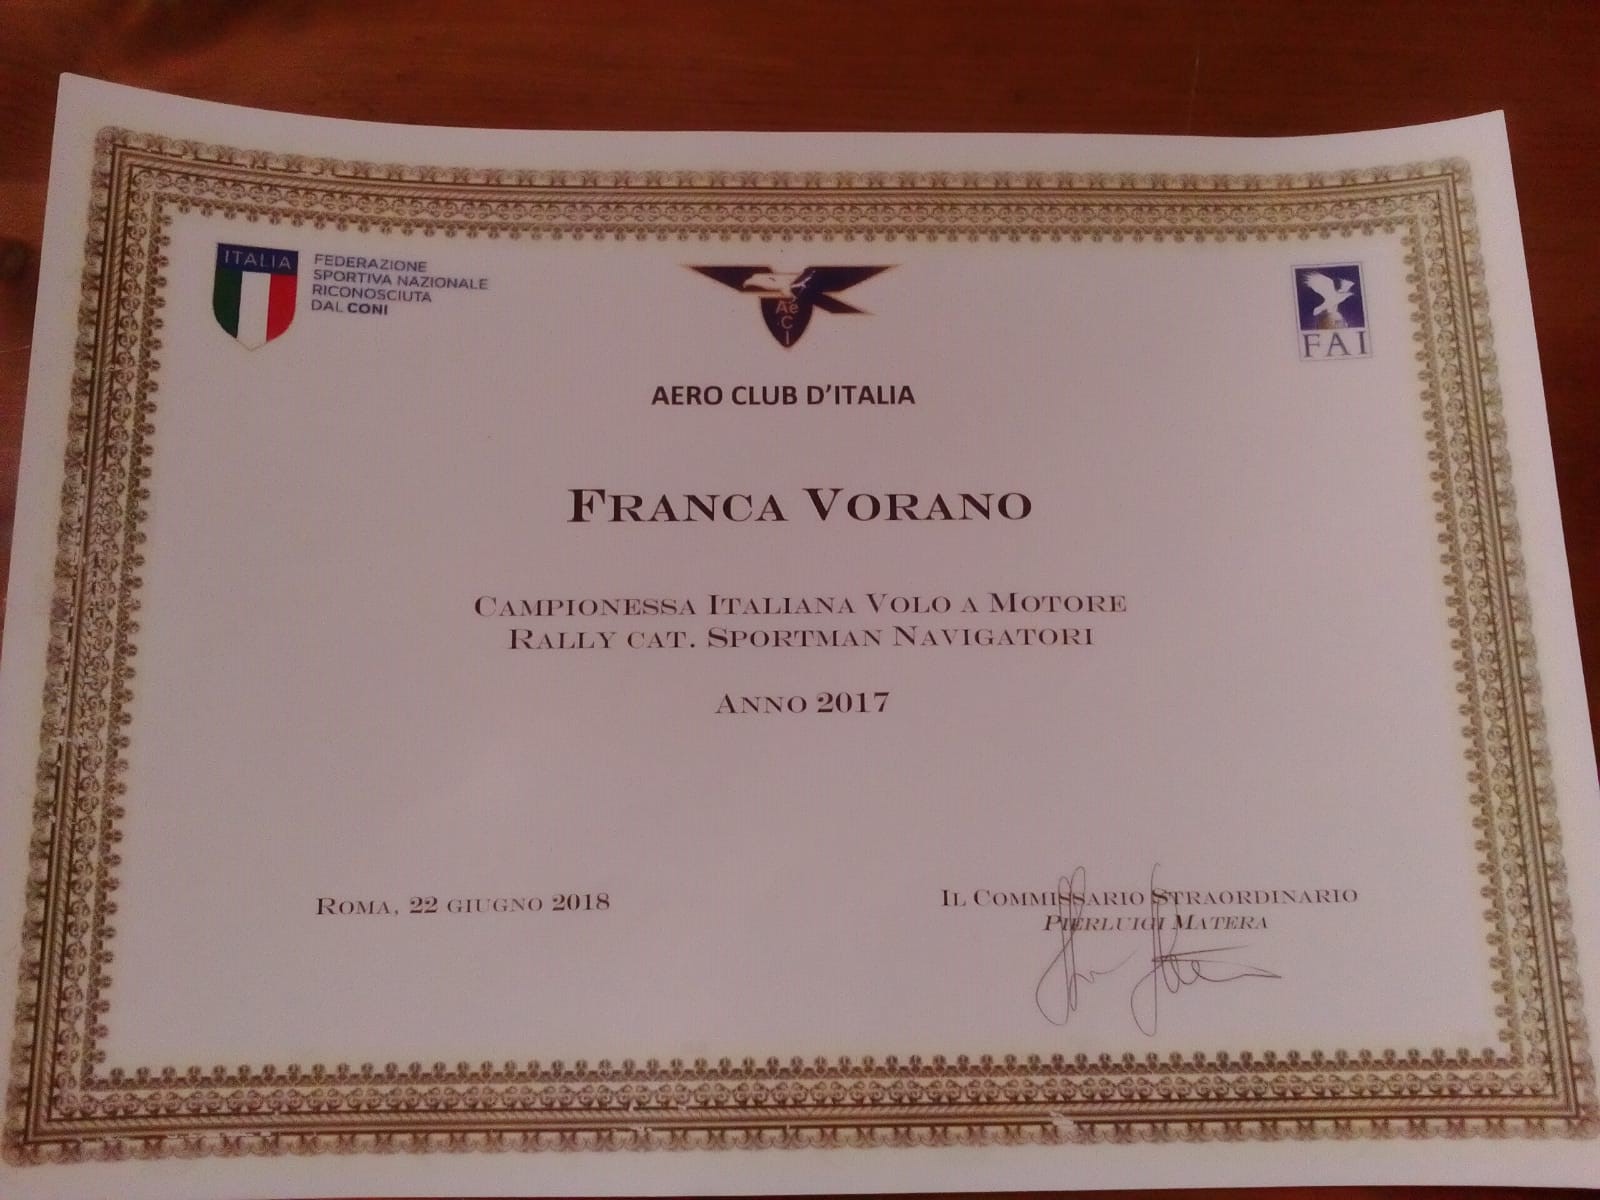 ITALIA
FEDERAZIONE
SPORTIVA NAZIONALE
RICONOSCIUTA
DAL CONI
AeCI
FAI
AERO CLUB D'ITALIA
FRANCA VORANO
CAMPIONESSA ITALIANA VOLO A MOTORE
RALLY CAT. SPORTMAN NAVIGATORI
ANNO 2017
ROMA, 22 GIUGNO 2018
IL COMMISSARIO STRAORDINARIO
PIERLUIGI MATERA